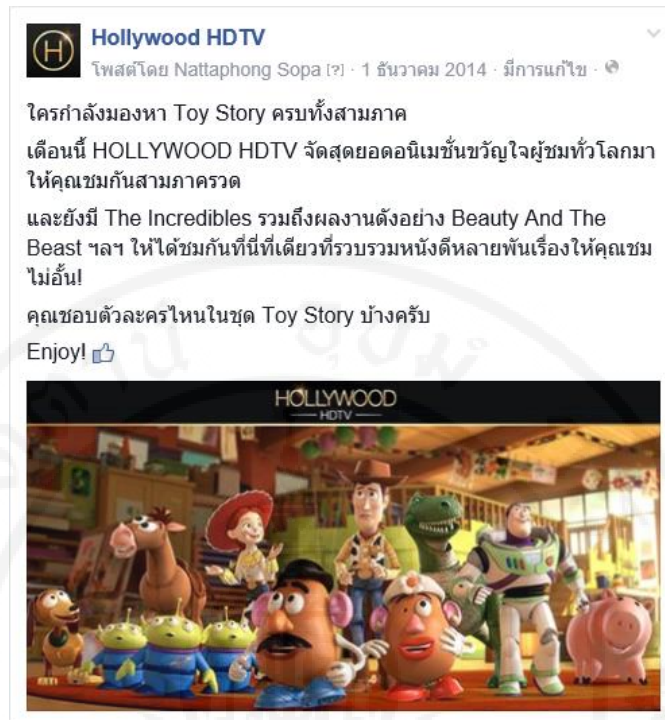 Hollywood HDTV
โพสต์โดย Nattaphong Sopa [?] · 1 ธันวาคม 2014 · มีการแก้ไข ·
ใครกำลังมองหา Toy Story ครบทั้งสามภาค
เดือนนี้ HOLLYWOOD HDTV จัดสุดยอดอนิเมชั่นขวัญใจผู้ชมทั่วโลกมา
ให้คุณชมกันสามภาครวด
และยังมี The Incredibles รวมถึงผลงานดังอย่าง Beauty And The
Beast ฯลฯ ให้ได้ชมกันที่นี่ที่เดียวที่รวบรวมหนังดีหลายพันเรื่องให้คุณชม
ไม่อั้น!
คุณชอบตัวละครไหนในชุด Toy Story บ้างครับ
Enjoy!
HOLLYWOOD
HDTV